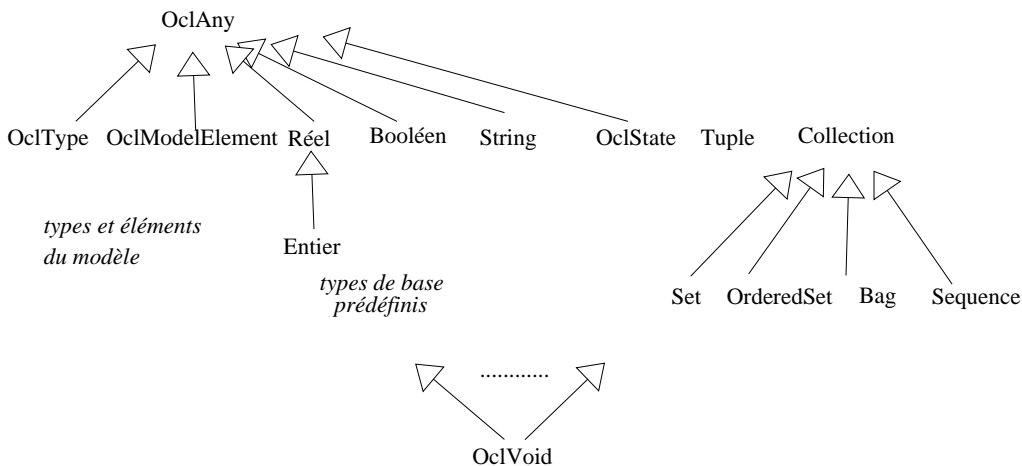 OclAny
OclType OclModelElement Réel Booléen String OclState Tuple Collection
types et éléments
du modèle
Entier
types de base
prédéfinis
Set OrderedSet Bag Sequence
............
OclVoid